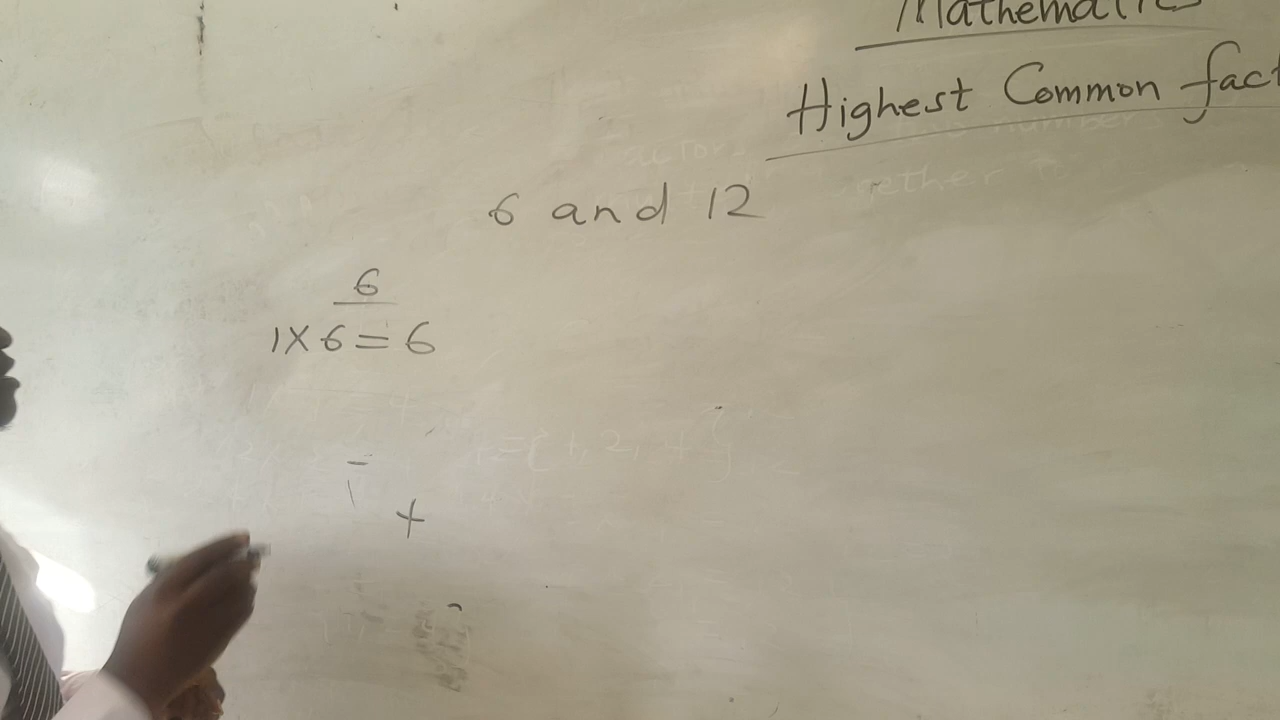 Mathematics
Highest Common fact
6 and 12
6
1×6=6
+